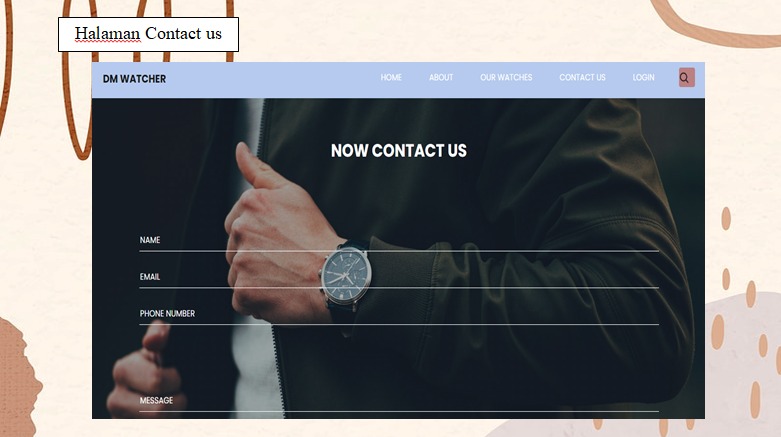 Halaman Contact us
DM WATCHER HOME ABOUT OUR WATCHES CONTACT US LOGIN
NOW CONTACT US
NAME
EMAIL
PHONE NUMBER
MESSAGE